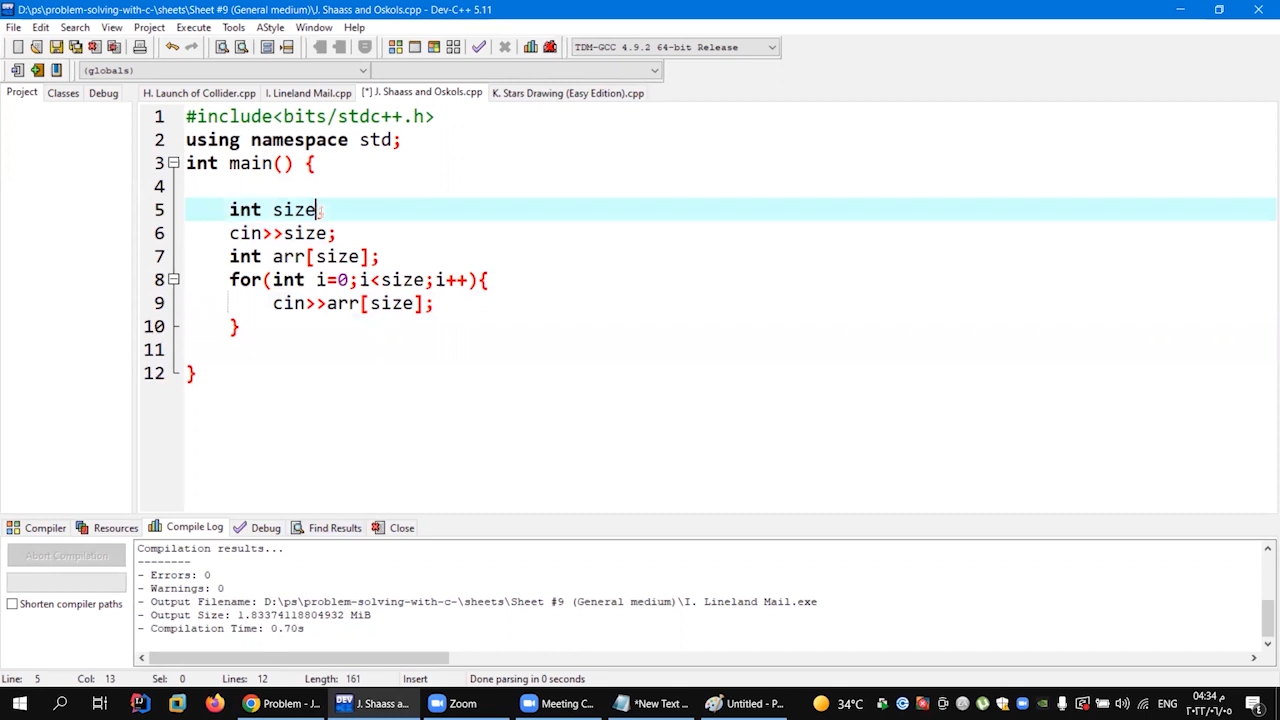 D:\ps\problem-solving-with-c-\sheets\Sheet #9 (General medium)\J. Shaass and Oskols.cpp - Dev-C++ 5.11
File Edit Search View Project Execute Tools AStyle Window Help
TDM-GCC 4.9.2 64-bit Release
(globals)
Project Classes Debug H. Launch of Collider.cpp I. Lineland Mail.cpp [*] J. Shaass and Oskols.cpp K. Stars Drawing (Easy Edition).cpp
1 #include<bits/stdc++.h>
2 using namespace std;
3 int main() {
4
5 int size;
6 cin>>size;
7 int arr[size];
8 for(int i=0;i<size;i++){
9 cin>>arr[size];
10 }
11
12 }
Compiler Resources Compile Log Debug Find Results Close
Abort Compilation
Shorten compiler paths
Compilation results...
--------
- Errors: 0
- Warnings: 0
- Output Filename: D:\ps\problem-solving-with-c-\sheets\Sheet #9 (General medium)\I. Lineland Mail.exe
- Output Size: 1.83374118804932 MiB
- Compilation Time: 0.70s
Line: 5 Col: 13 Sel: 0 Lines: 12 Length: 161 Insert Done parsing in 0 seconds
Problem - J... J. Shaass a... Zoom Meeting C... *New Text ... Untitled - P... 34°C ENG ٠٤:٣٤ م